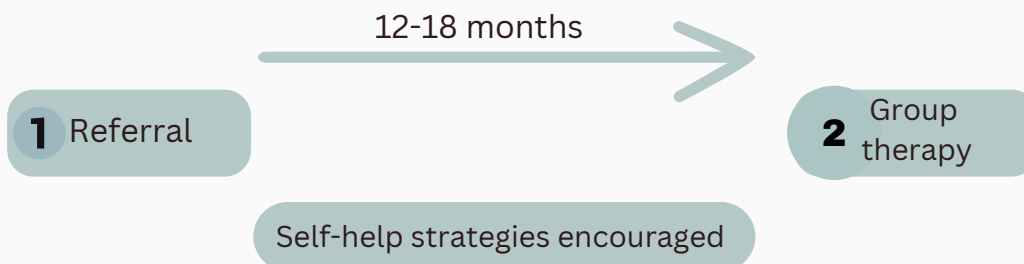 12-18 months
1 Referral
2 Group
therapy
Self-help strategies encouraged